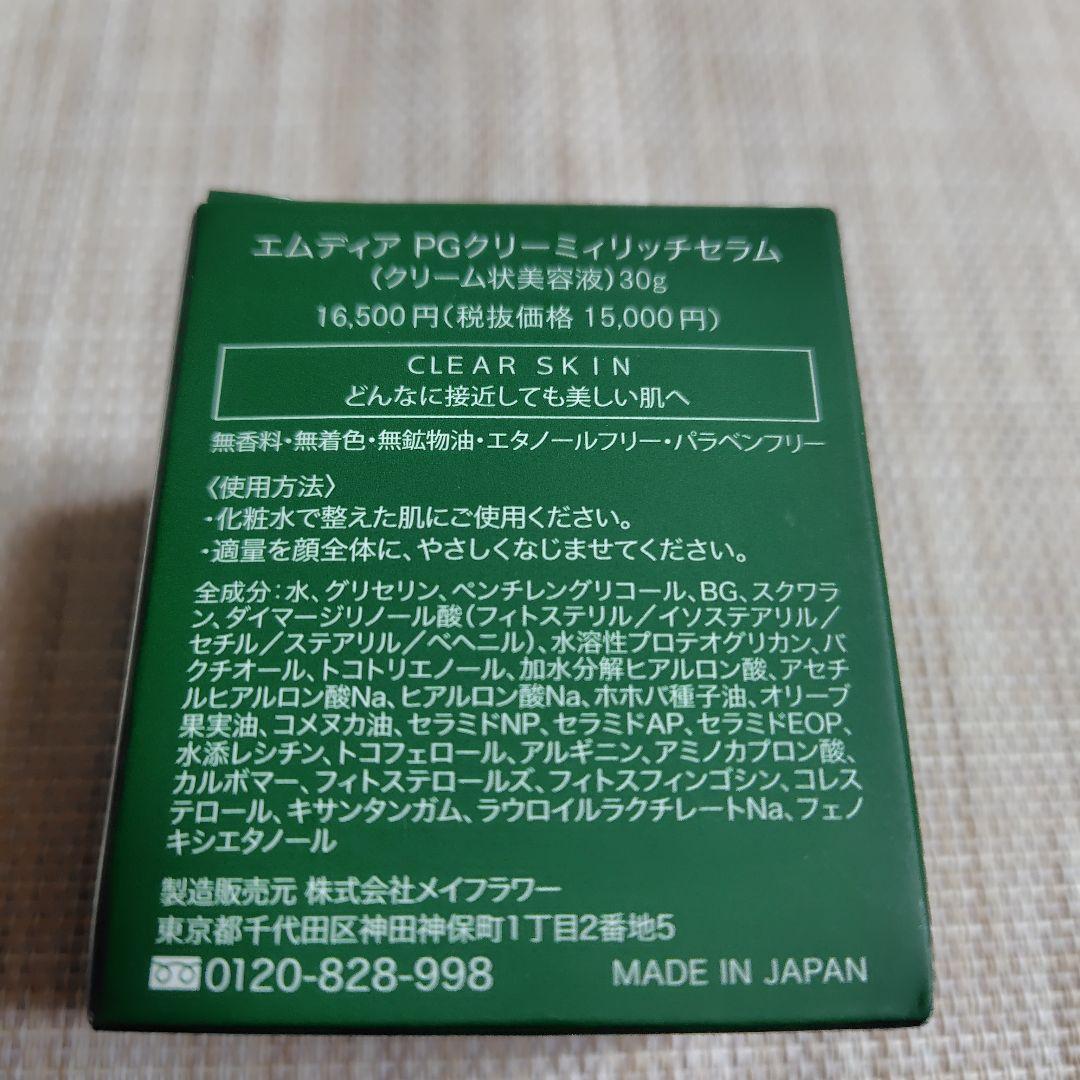 エムディア PGクリーミィリッチセラム
(クリーム状美容液)30g
16,500円(税抜価格 15,000円)
CLEAR SKIN
どんなに接近しても美しい肌へ
無香料・無着色・無鉱物油・エタノールフリー・パラベンフリー
〈使用方法〉
・化粧水で整えた肌にご使用ください。
・適量を顔全体に、やさしくなじませてください。
全成分：水、グリセリン、ペンチレングリコール、BG、スクワラ
ン、ダイマージリノール酸(フィトステリル／イソステアリル／
セチル／ステアリル／ベヘニル)、水溶性プロテオグリカン、バ
クチオール、トコトリエノール、加水分解ヒアルロン酸、アセチ
ルヒアルロン酸Na、ヒアルロン酸Na、ホホバ種子油、オリーブ
果実油、コメヌカ油、セラミドNP、セラミドAP、セラミドEOP、
水添レシチン、トコフェロール、アルギニン、アミノカプロン酸、
カルボマー、フィトステロールズ、フィトスフィンゴシン、コレス
テロール、キサンタンガム、ラウロイルラクチレートNa、フェノ
キシエタノール
製造販売元 株式会社メイフラワー
東京都千代田区神田神保町1丁目2番地5
0120-828-998
MADE IN JAPAN